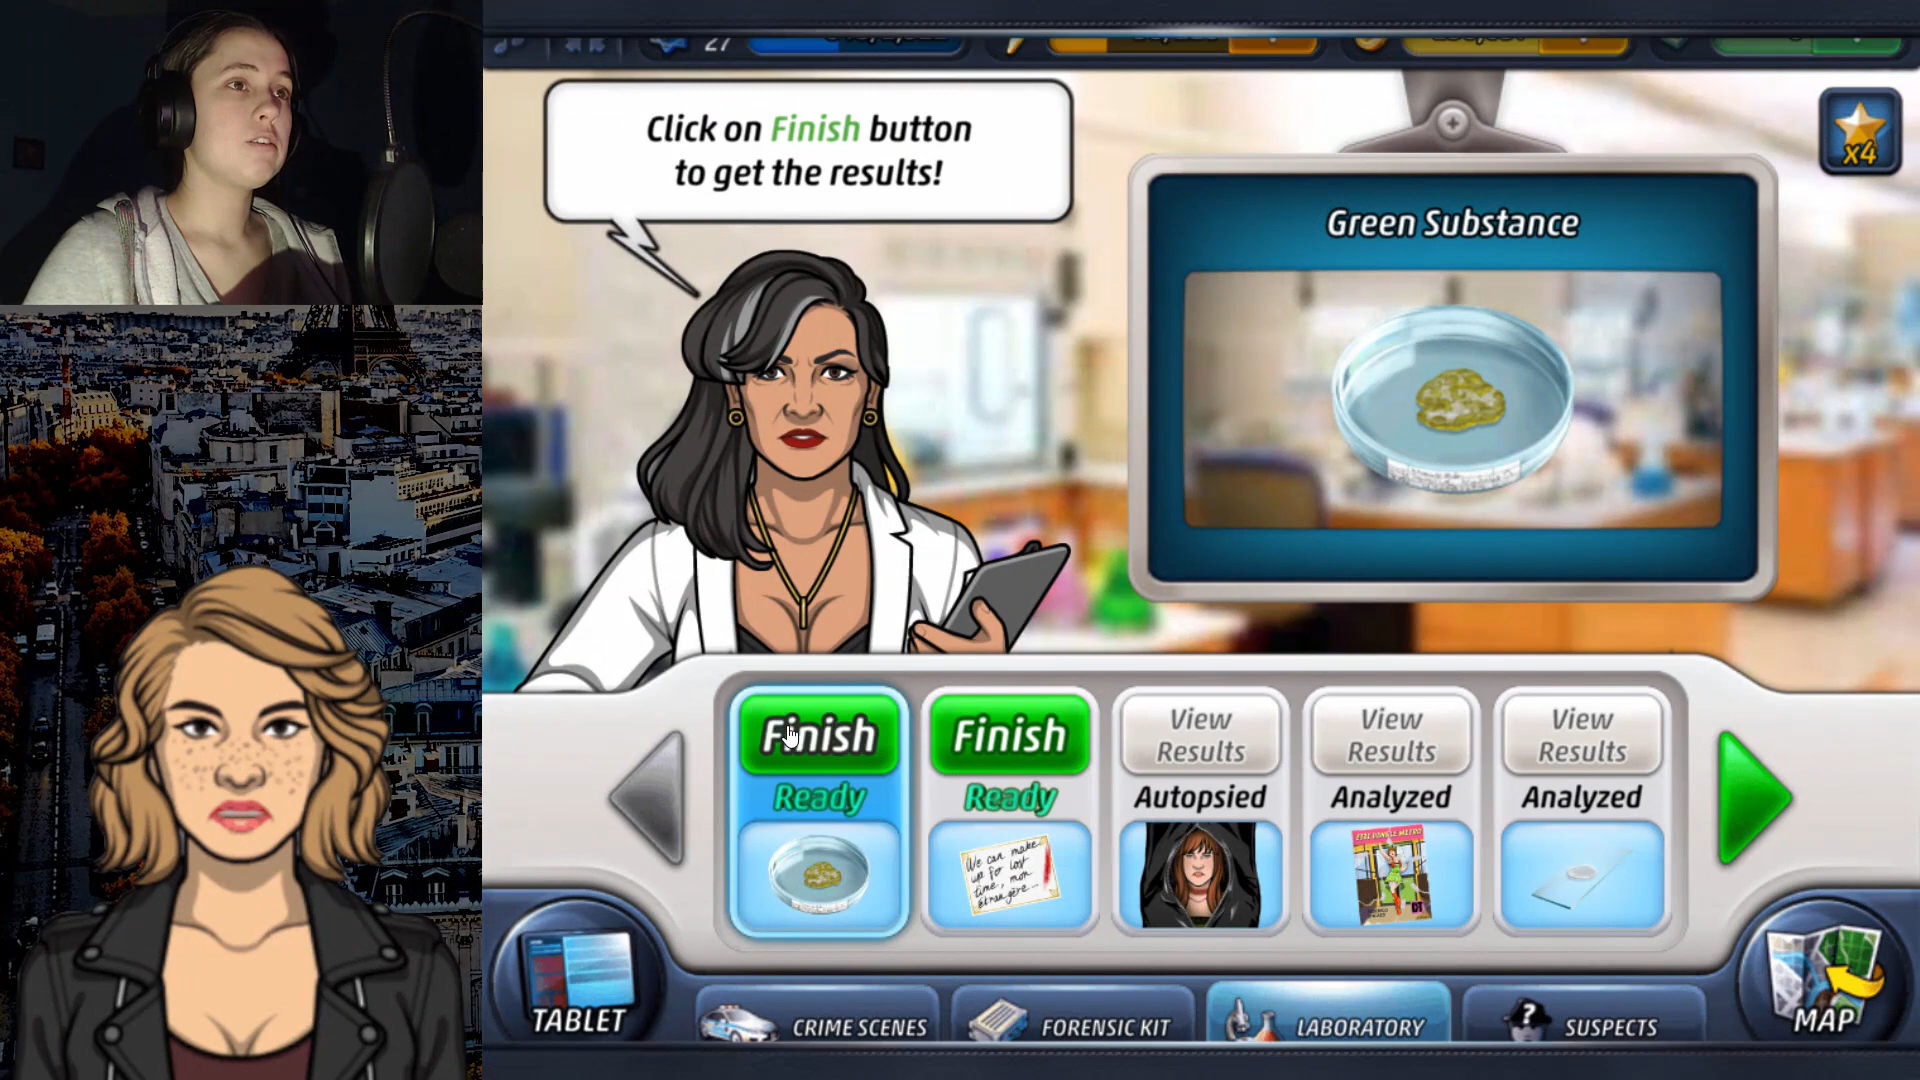 27
x4
Click on Finish button
to get the results!
Green Substance
Finish
Ready
Finish
Ready
We can make
up for lost
time, mon
étrangère...
View
Results
Autopsied
View
Results
Analyzed
View
Results
Analyzed
TABLET
CRIME SCENES
FORENSIC KIT
LABORATORY
?
SUSPECTS
MAP